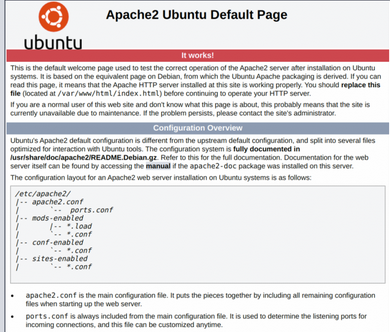 Apache2 Ubuntu Default Page
ubuntu
It works!
This is the default welcome page used to test the correct operation of the Apache2 server after installation on Ubuntu
systems. It is based on the equivalent page on Debian, from which the Ubuntu Apache packaging is derived. If you can
read this page, it means that the Apache HTTP server installed at this site is working properly. You should replace this
file (located at /var/www/html/index.html) before continuing to operate your HTTP server.
If you are a normal user of this web site and don't know what this page is about, this probably means that the site is
currently unavailable due to maintenance. If the problem persists, please contact the site's administrator.
Configuration Overview
Ubuntu's Apache2 default configuration is different from the upstream default configuration, and split into several files
optimized for interaction with Ubuntu tools. The configuration system is fully documented in
/usr/share/doc/apache2/README.Debian.gz. Refer to this for the full documentation. Documentation for the web
server itself can be found by accessing the manual if the apache2-doc package was installed on this server.
The configuration layout for an Apache2 web server installation on Ubuntu systems is as follows:
/etc/apache2/
|-- apache2.conf
|       `--  ports.conf
|-- mods-enabled
|       |-- *.load
|       `-- *.conf
|-- conf-enabled
|       `-- *.conf
|-- sites-enabled
|       `-- *.conf
• apache2.conf is the main configuration file. It puts the pieces together by including all remaining configuration
files when starting up the web server.
• ports.conf is always included from the main configuration file. It is used to determine the listening ports for
incoming connections, and this file can be customized anytime.